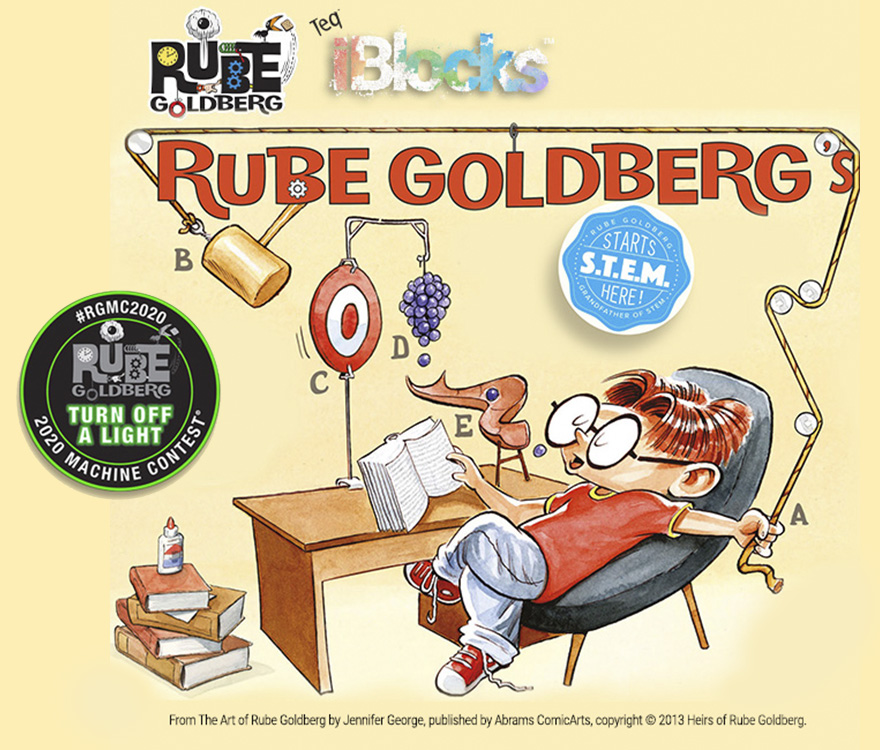 RUBE
GOLDBERG
Teq
iBlocks™
RUBE GOLDBERG'S
B
RUBE GOLDBERG
STARTS
S.T.E.M.
HERE!
GRANDFATHER OF STEM
#RGMC2020
RUBE
GOLDBERG
TURN OFF
A LIGHT
2020 MACHINE CONTEST®
D
C
E
A
From The Art of Rube Goldberg by Jennifer George, published by Abrams ComicArts, copyright © 2013 Heirs of Rube Goldberg.